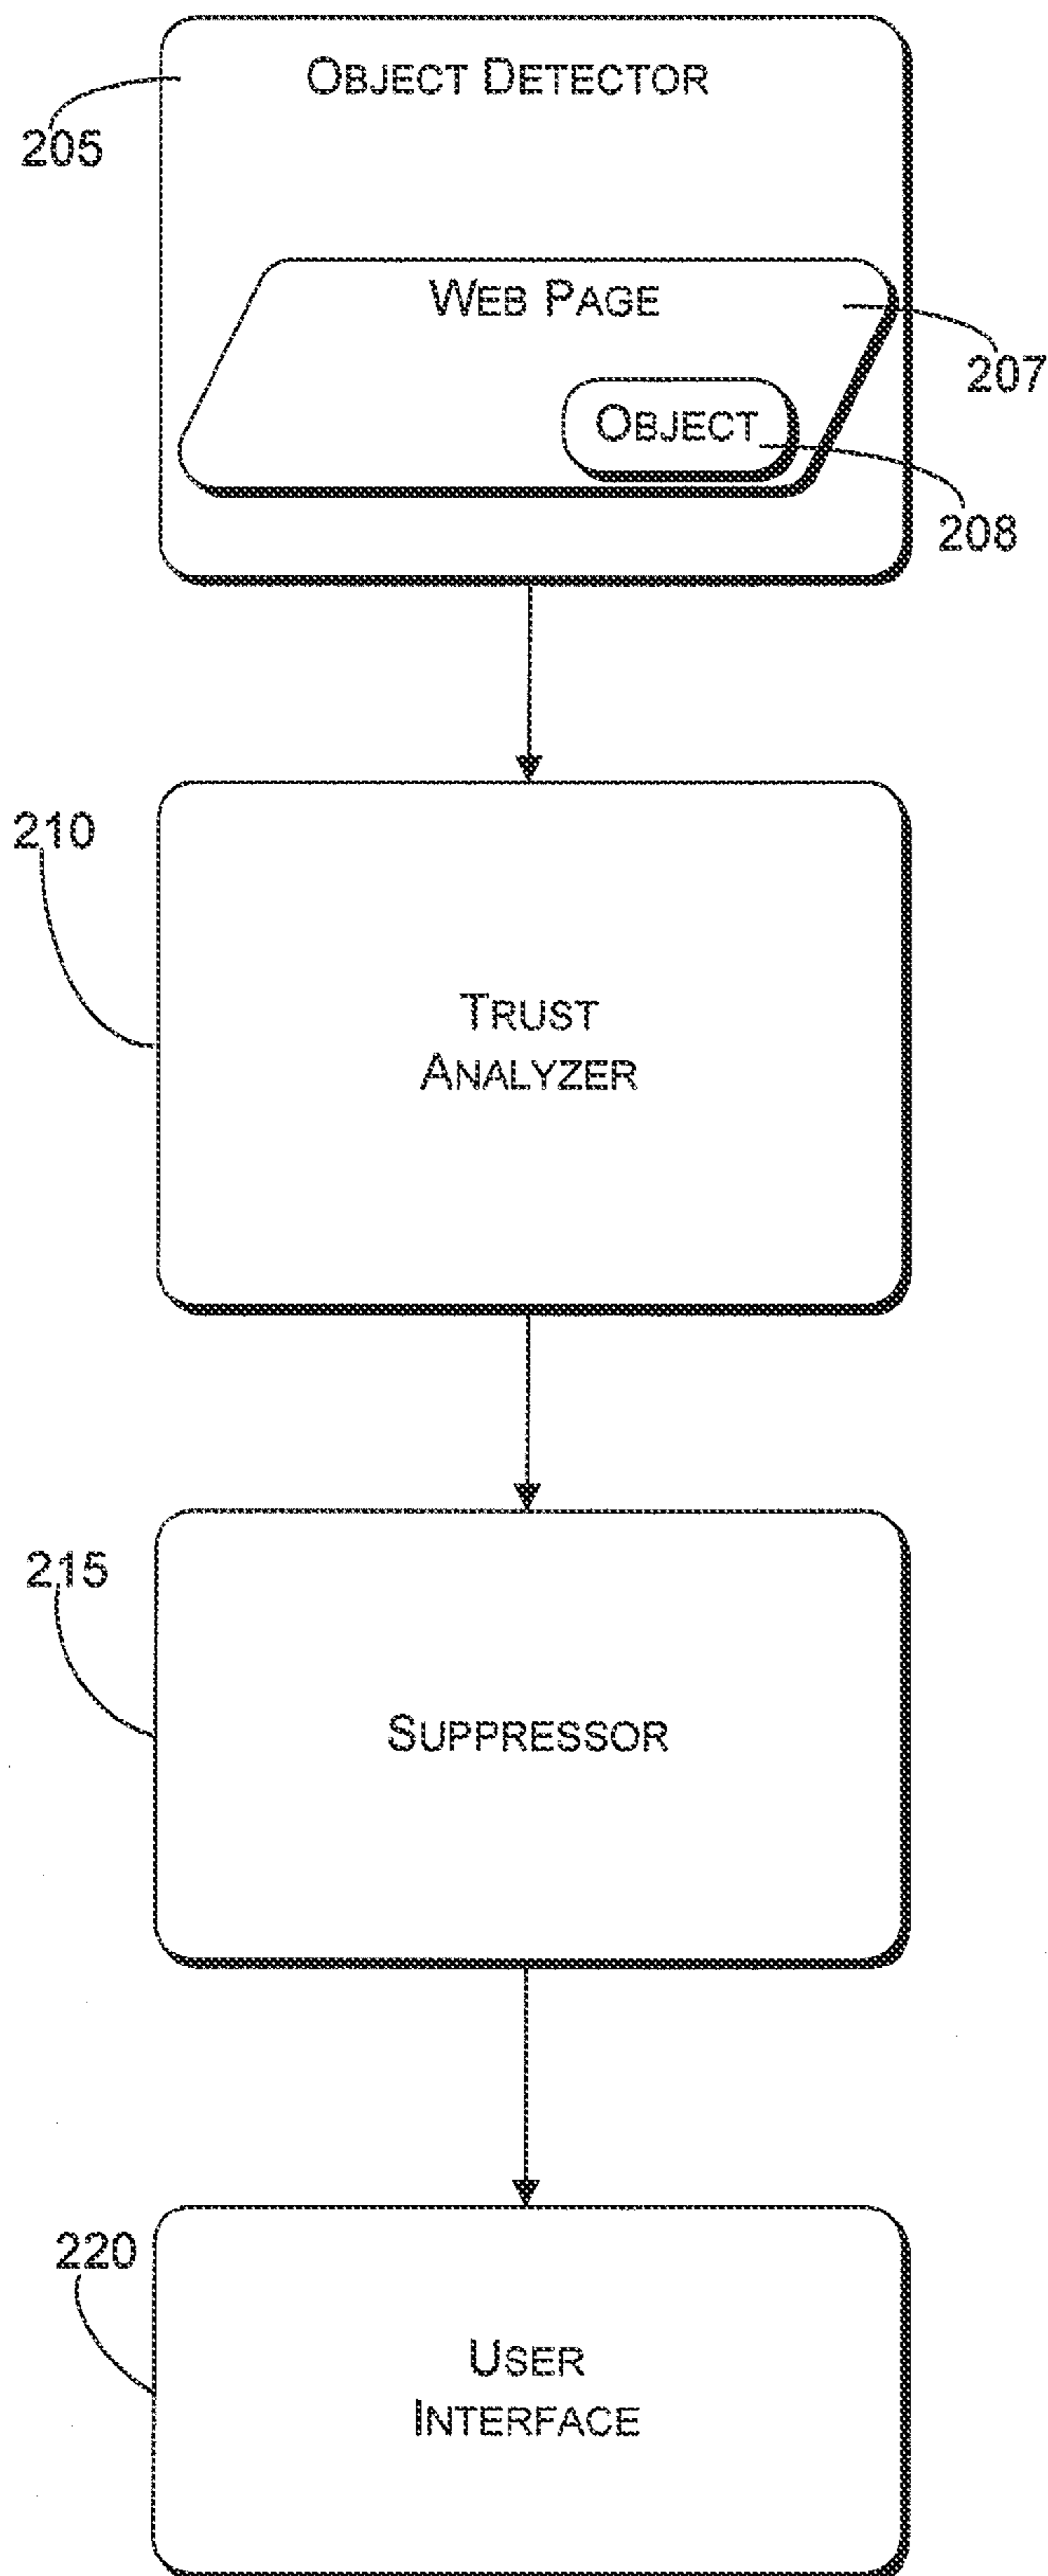 OBJECT DETECTOR
205
WEB PAGE
207
OBJECT
208
210
TRUST
ANALYZER
215
SUPPRESSOR
220
USER
INTERFACE